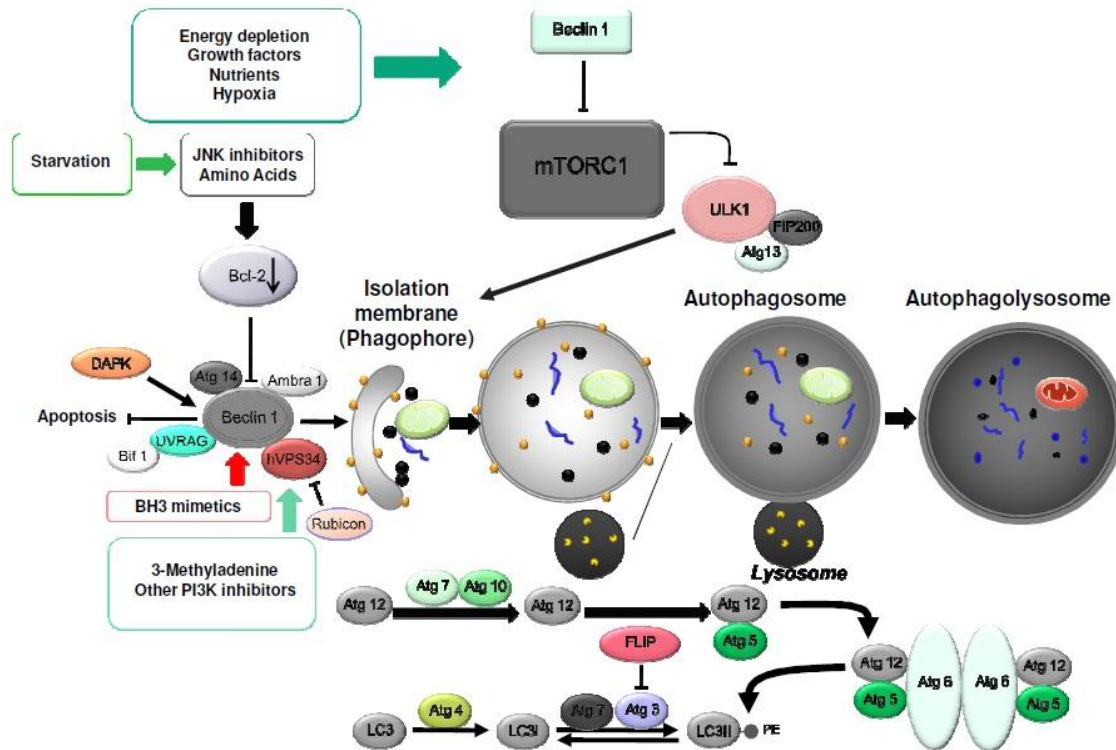 Energy depletion
Growth factors
Nutrients
Hypoxia
Beclin 1
Starvation
JNK inhibitors
Amino Acids
mTORC1
ULK1
FIP200
Atg13
Bcl-2
Isolation
membrane
(Phagophore)
Autophagosome
Autophagolysosome
DAPK
Atg 14
Ambra 1
Apoptosis
Beclin 1
UVRAG
Bif 1
hVPS34
BH3 mimetics
Rubicon
3-Methyladenine
Other PI3K inhibitors
Lysosome
Atg 12
Atg 7
Atg 10
Atg 12
Atg 12
Atg 5
FLIP
Atg 12
Atg 5
Atg 6
Atg 6
Atg 12
Atg 5
LC3
Atg 4
LC3I
Atg 7
Atg 3
LC3II
PE